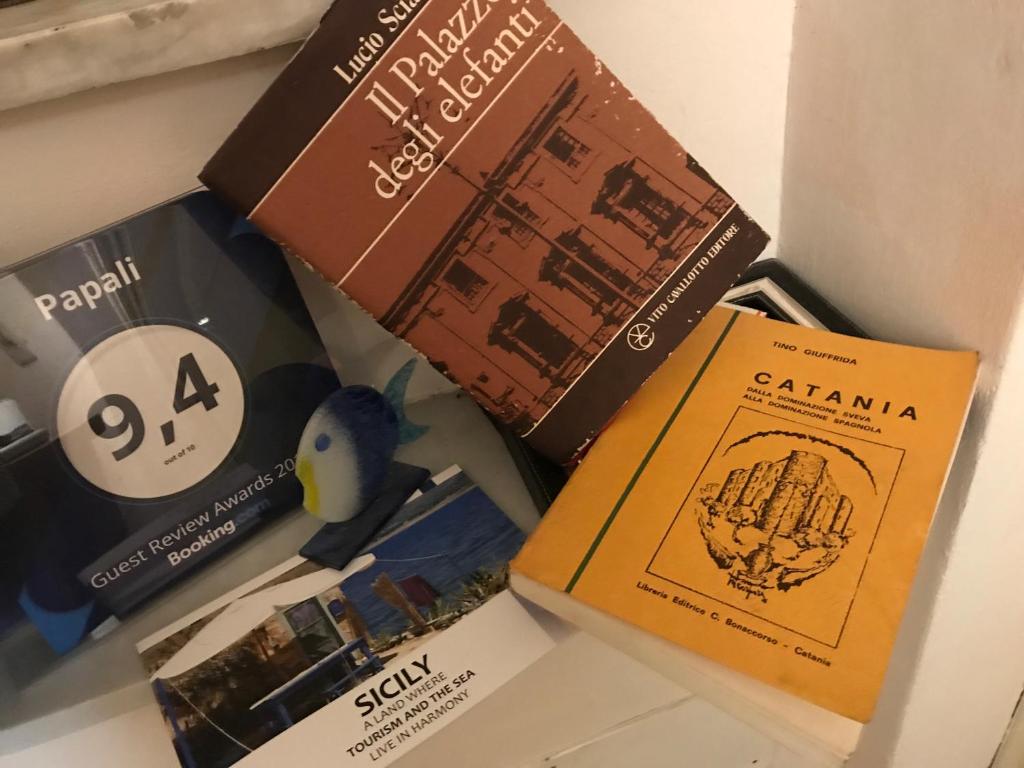 Lucio
Il Palazzo
degli elefanti
VITO CAVALLOTTO EDITORE
Papali
9,4
out of 10
Guest Review Awards
Booking.com
TINO GIUFFRIDA
CATANIA
DALLA DOMINAZIONE SVEVA
ALLA DOMINAZIONE SPAGNOLA
Libreria Editrice C. Bonaccorso - Catania
SICILY
A LAND WHERE
TOURISM AND THE SEA
LIVE IN HARMONY